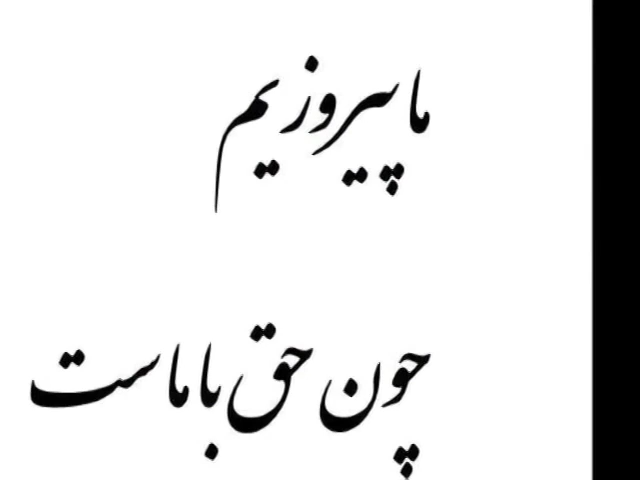 ما پیروزیم
چون حق با ماست